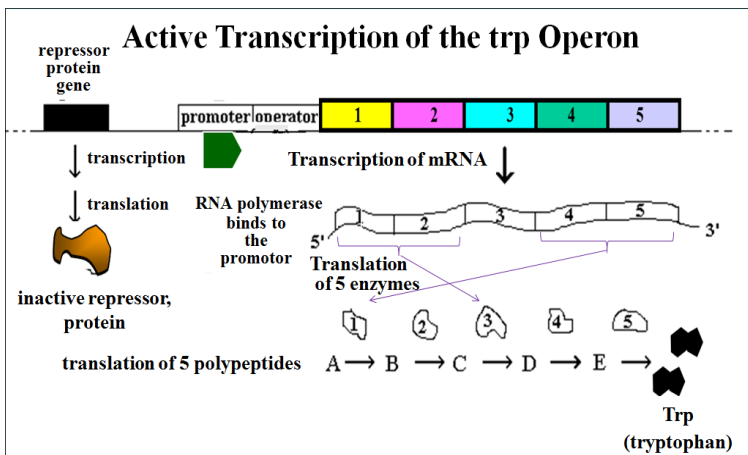 Active Transcription of the trp Operon
repressor
protein
gene
promoter operator 1 2 3 4 5
transcription
translation
inactive repressor,
protein
RNA polymerase
binds to
the
promotor
Transcription of mRNA
5' 1 2 3 4 5 3'
Translation
of 5 enzymes
1 2 3 4 5
translation of 5 polypeptides A → B → C → D → E →
Trp
(tryptophan)